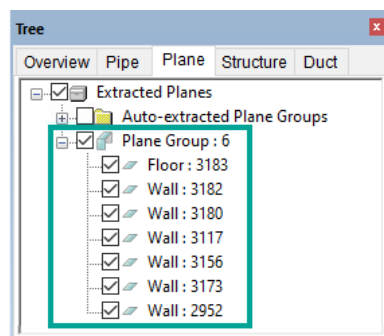 Tree
Overview Pipe Plane Structure Duct
Extracted Planes
Auto-extracted Plane Groups
Plane Group : 6
Floor : 3183
Wall : 3182
Wall : 3180
Wall : 3117
Wall : 3156
Wall : 3173
Wall : 2952